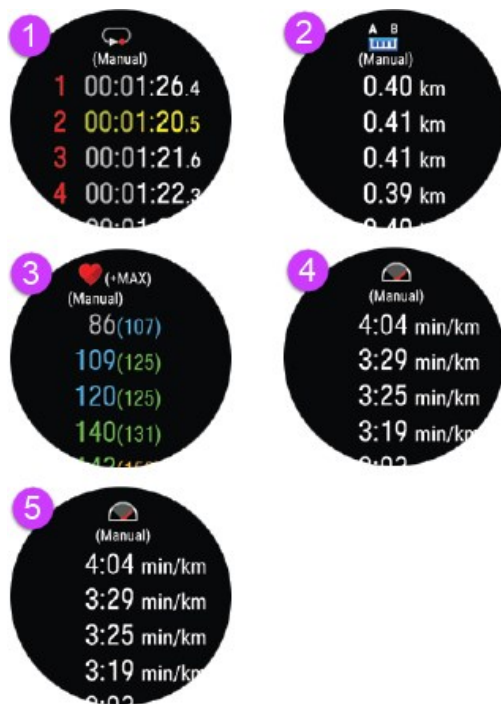 1
(Manual)
1 00:01:26.4
2 00:01:20.5
3 00:01:21.6
4 00:01:22.3
2
A B
(Manual)
0.40 km
0.41 km
0.41 km
0.39 km
3
(+MAX)
(Manual)
86(107)
109(125)
120(125)
140(131)
4
(Manual)
4:04 min/km
3:29 min/km
3:25 min/km
3:19 min/km
5
(Manual)
4:04 min/km
3:29 min/km
3:25 min/km
3:19 min/km